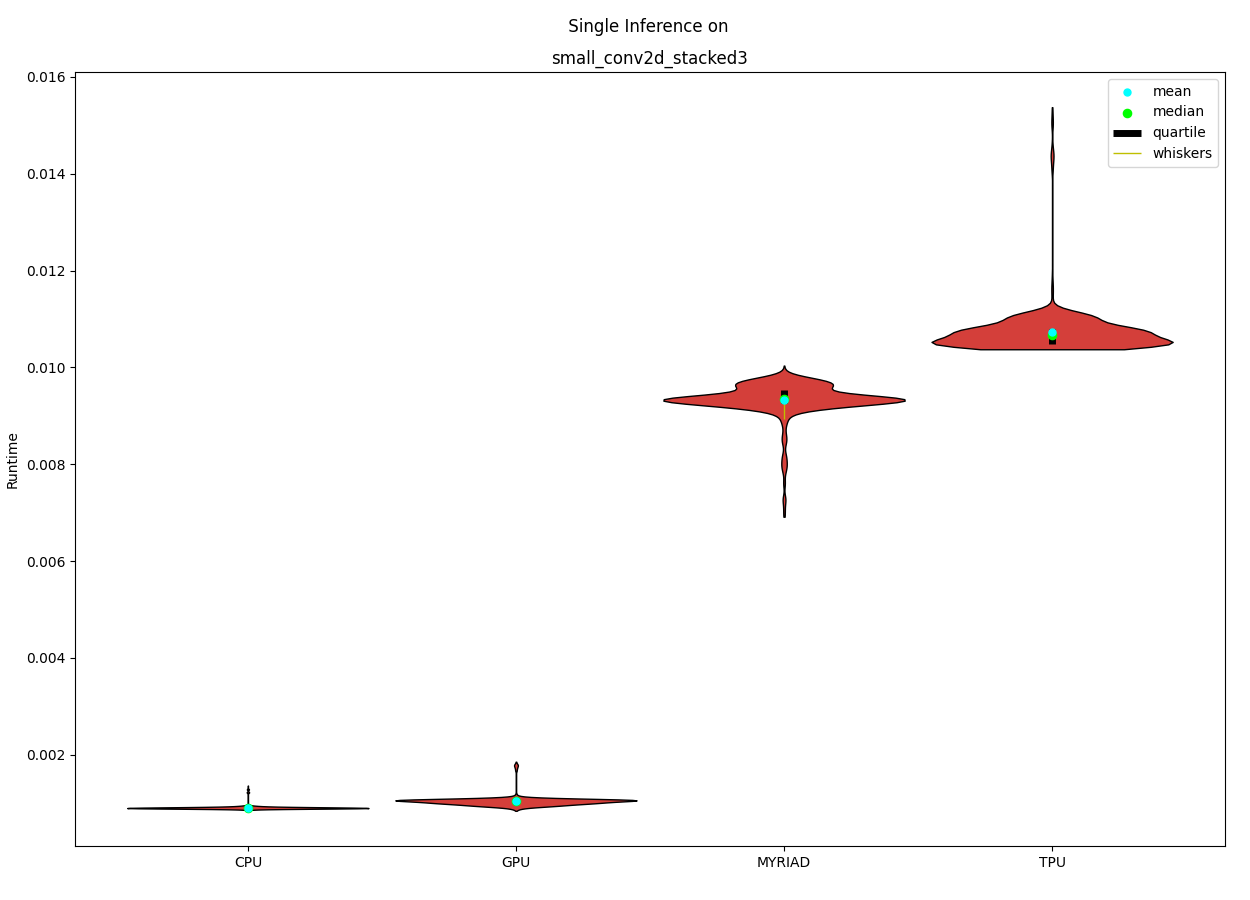 Single Inference on
small_conv2d_stacked3
0.016
0.014
0.012
0.010
0.008
0.006
0.004
0.002
Runtime
mean
median
quartile
whiskers
CPU
GPU
MYRIAD
TPU